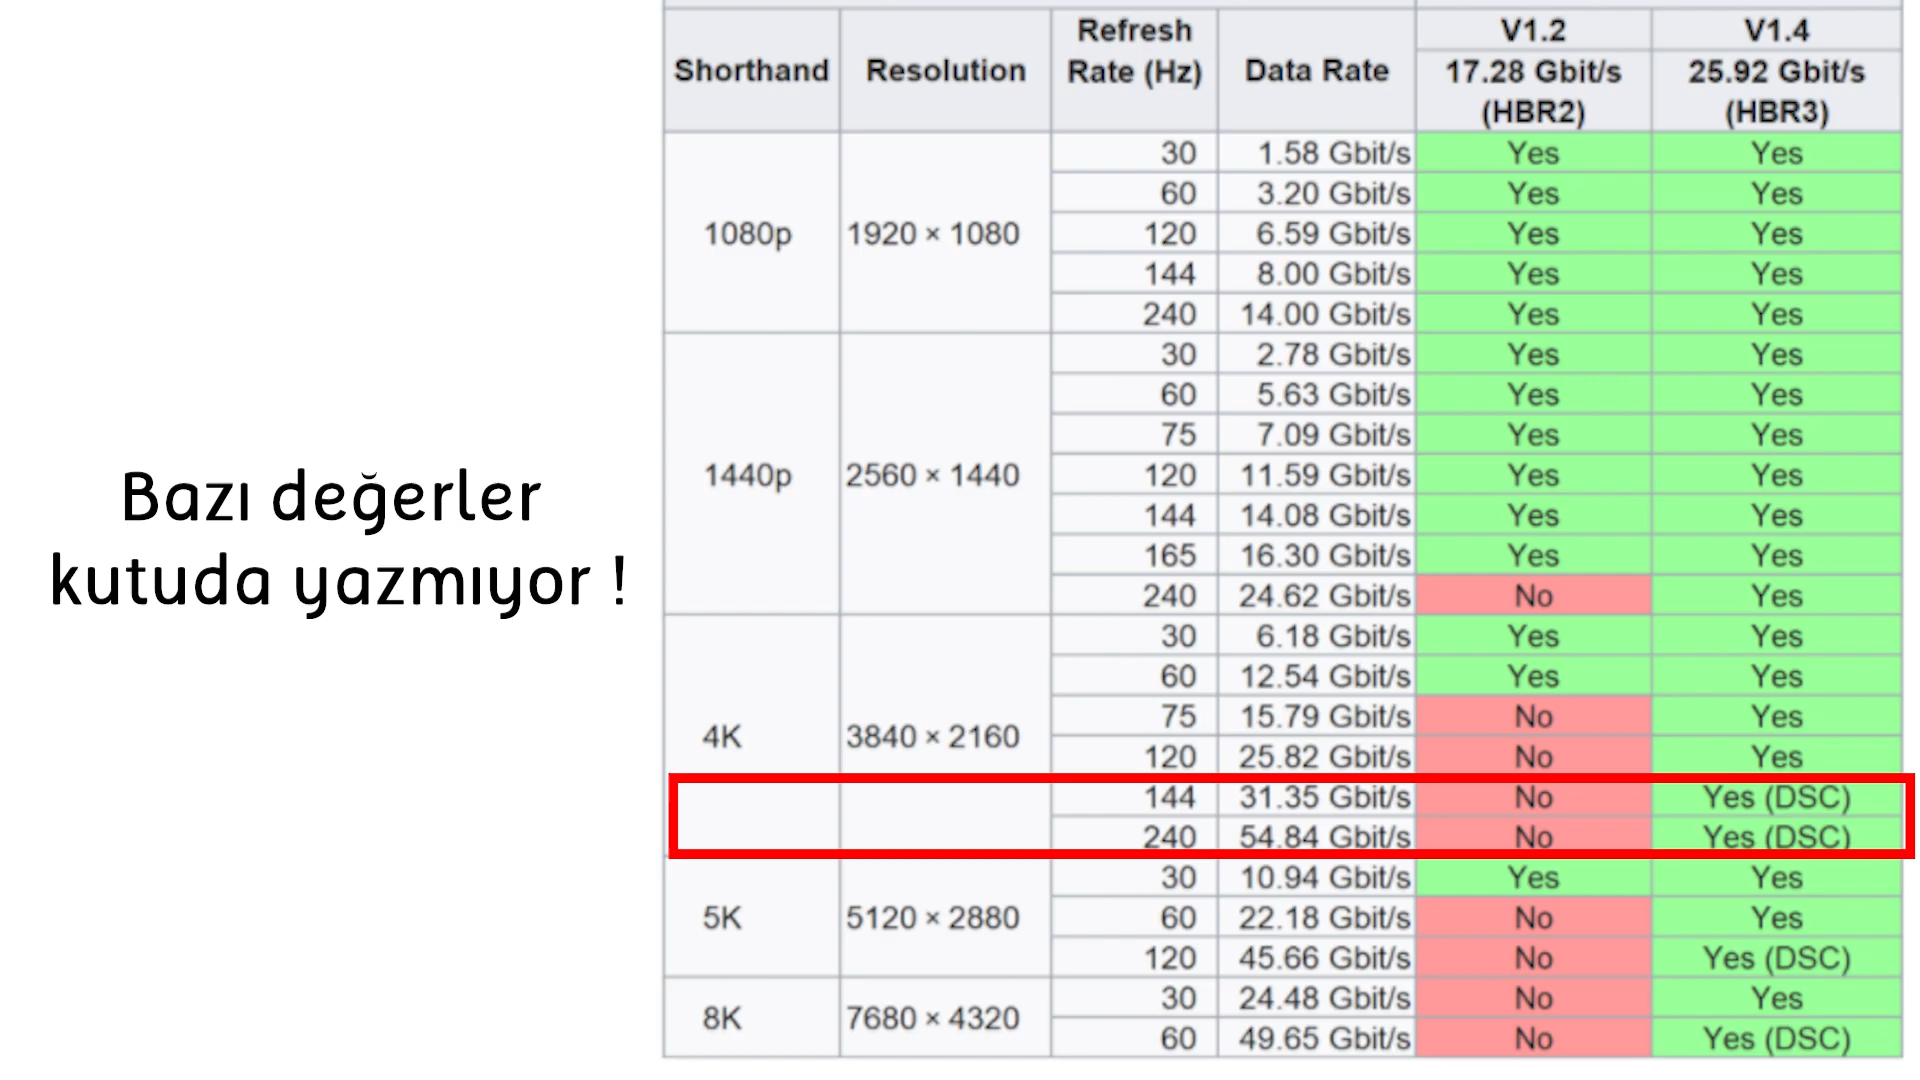 Bazı değerler
kutuda yazmıyor !
Shorthand Resolution Refresh Rate (Hz) Data Rate V1.2 V1.4
17.28 Gbit/s (HBR2) 25.92 Gbit/s (HBR3)
1080p 1920 × 1080
30 1.58 Gbit/s Yes Yes
60 3.20 Gbit/s Yes Yes
120 6.59 Gbit/s Yes Yes
144 8.00 Gbit/s Yes Yes
240 14.00 Gbit/s Yes Yes
1440p 2560 × 1440
30 2.78 Gbit/s Yes Yes
60 5.63 Gbit/s Yes Yes
75 7.09 Gbit/s Yes Yes
120 11.59 Gbit/s Yes Yes
144 14.08 Gbit/s Yes Yes
165 16.30 Gbit/s Yes Yes
240 24.62 Gbit/s No Yes
4K 3840 × 2160
30 6.18 Gbit/s Yes Yes
60 12.54 Gbit/s Yes Yes
75 15.79 Gbit/s No Yes
120 25.82 Gbit/s No Yes
144 31.35 Gbit/s No Yes (DSC)
240 54.84 Gbit/s No Yes (DSC)
5K 5120 × 2880
30 10.94 Gbit/s Yes Yes
60 22.18 Gbit/s No Yes
120 45.66 Gbit/s No Yes (DSC)
8K 7680 × 4320
30 24.48 Gbit/s No Yes
60 49.65 Gbit/s No Yes (DSC)